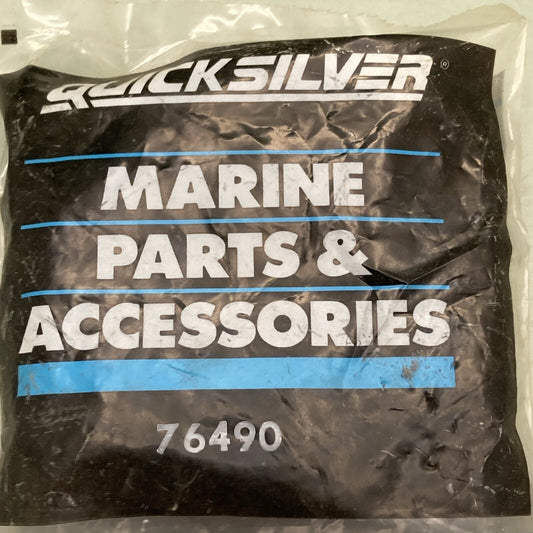 QUICKSILVER®
MARINE
PARTS &
ACCESSORIES
76490